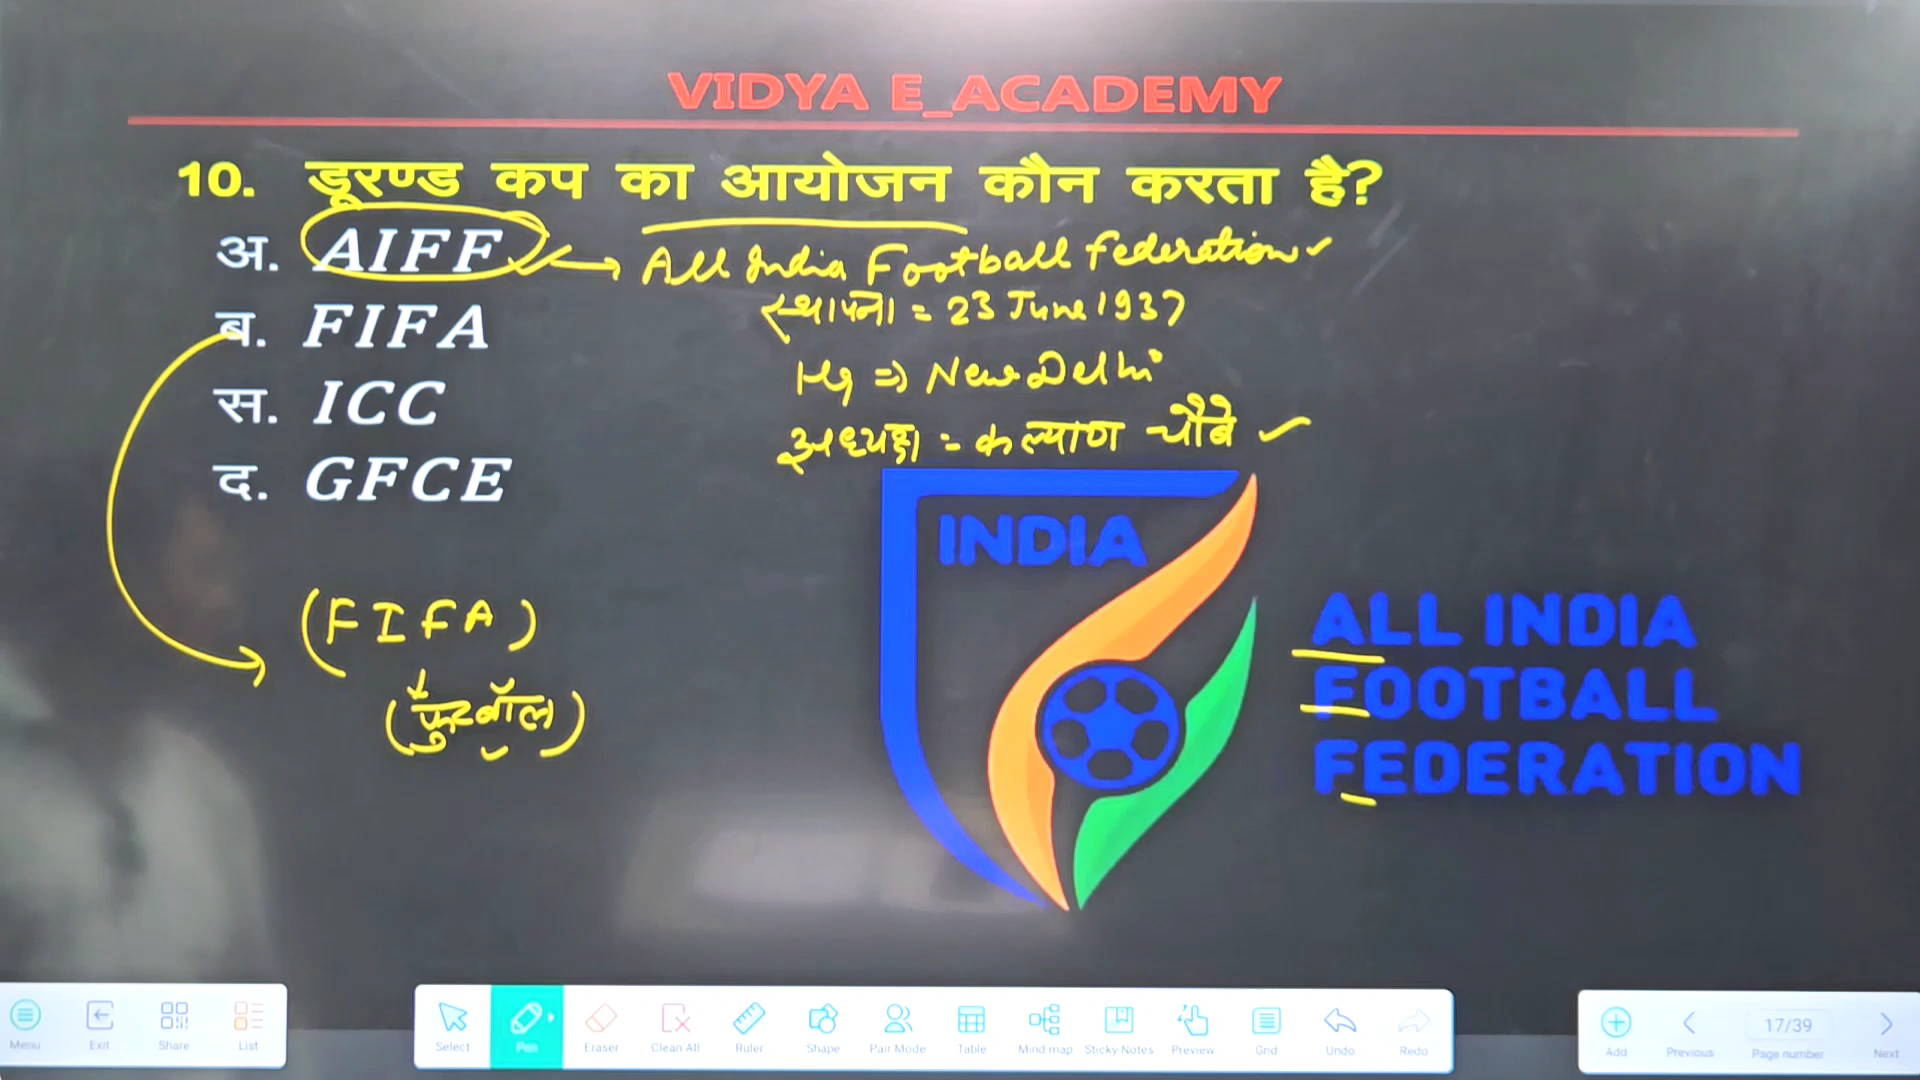 VIDYA E_ACADEMY
10. डूरण्ड कप का आयोजन कौन करता है?
अ. AIFF → All India Football Federation
स्थापना = 23 June 1937
ब. FIFA
Hq ⇒ New Delhi
स. ICC
अध्यक्ष = कल्याण चौबे
द. GFCE
INDIA
(FIFA)
(फुटबॉल)
ALL INDIA
FOOTBALL
FEDERATION
Menu Exit Share List Select Pen Eraser Clean All Ruler Shape Pair Mode Table Mind map Sticky Notes Preview Grid Undo Redo Add Previous 17/39 Page number Next